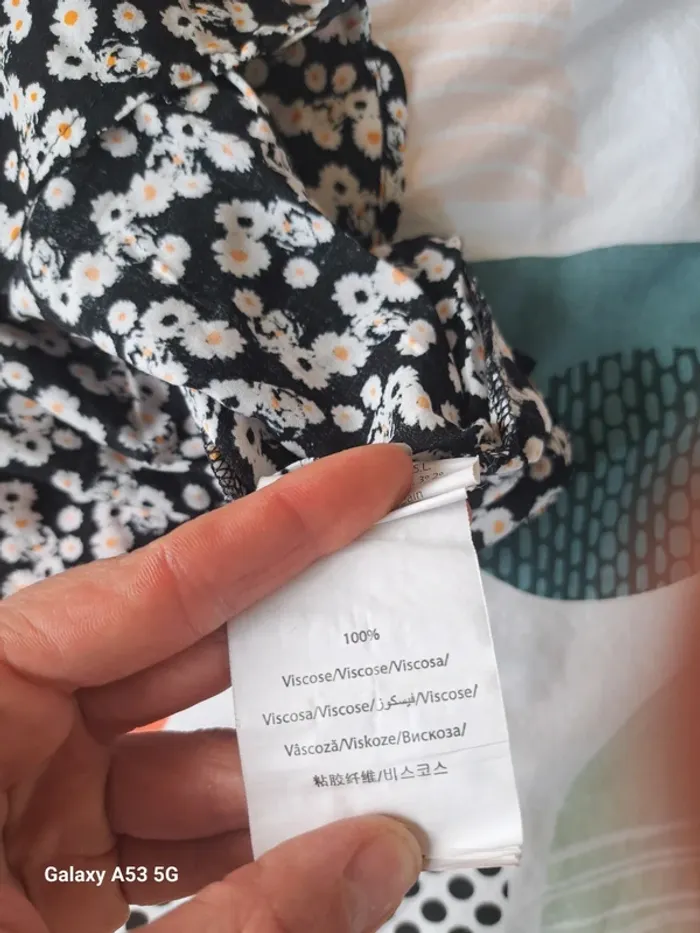 100%
Viscose/Viscose/Viscosa/
Viscosa/Viscose/فيسكوز/Viscose/
Vâscoză/Viskoze/Вискоза/
粘胶纤维/비스코스
Galaxy A53 5G